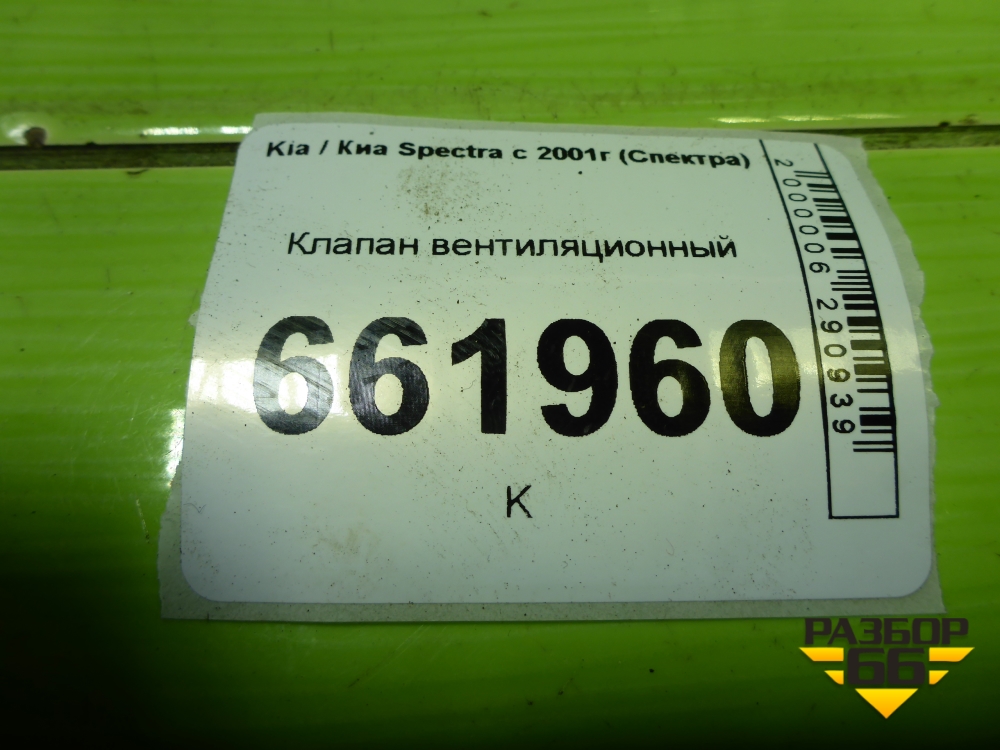 Kia / Киа Spectra с 2001г (Спектра)
Клапан вентиляционный
661960
К
2000006290939
РАЗБОР
66